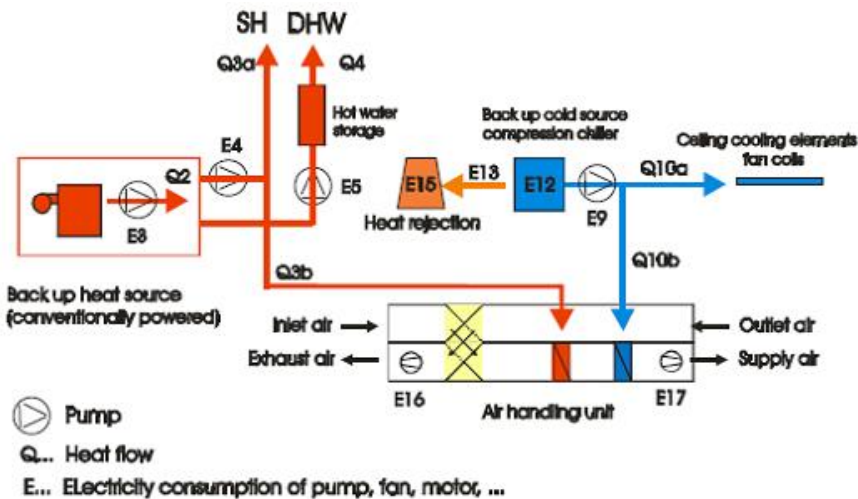 SH DHW
Q3a
Q4
Hot water
storage
E4
Q2
E5
E8
Back up heat source
(conventionally powered)
Back up cold source
compression chiller
E15
E13
E12
E9
Heat rejection
Q10a
Ceiling cooling elements
fan coils
Q10b
Q3b
Inlet air
Outlet air
Exhaust air
Supply air
E16
Air handling unit
E17
Pump
Q... Heat flow
E... ELectricity consumption of pump, fan, motor, ...